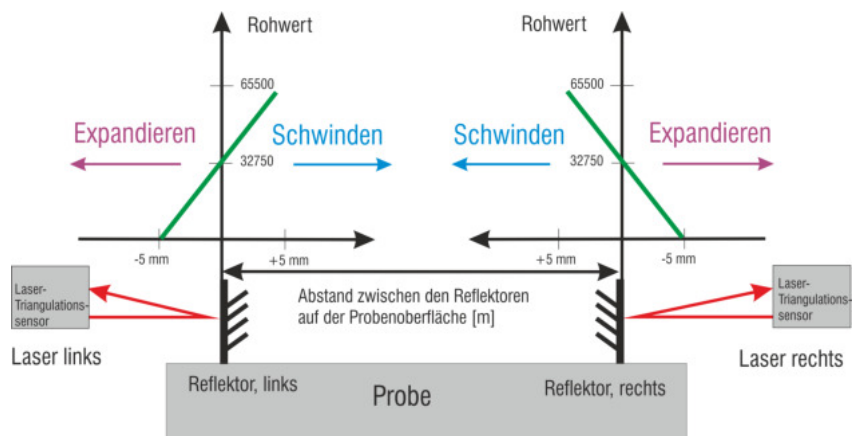 Rohwert
65500
Expandieren
Schwinden
32750
-5 mm
+5 mm
Rohwert
65500
Schwinden
Expandieren
32750
+5 mm
-5 mm
Laser-
Triangulations-
sensor
Laser links
Abstand zwischen den Reflektoren
auf der Probenoberfläche [m]
Laser-
Triangulations-
sensor
Laser rechts
Reflektor, links
Probe
Reflektor, rechts